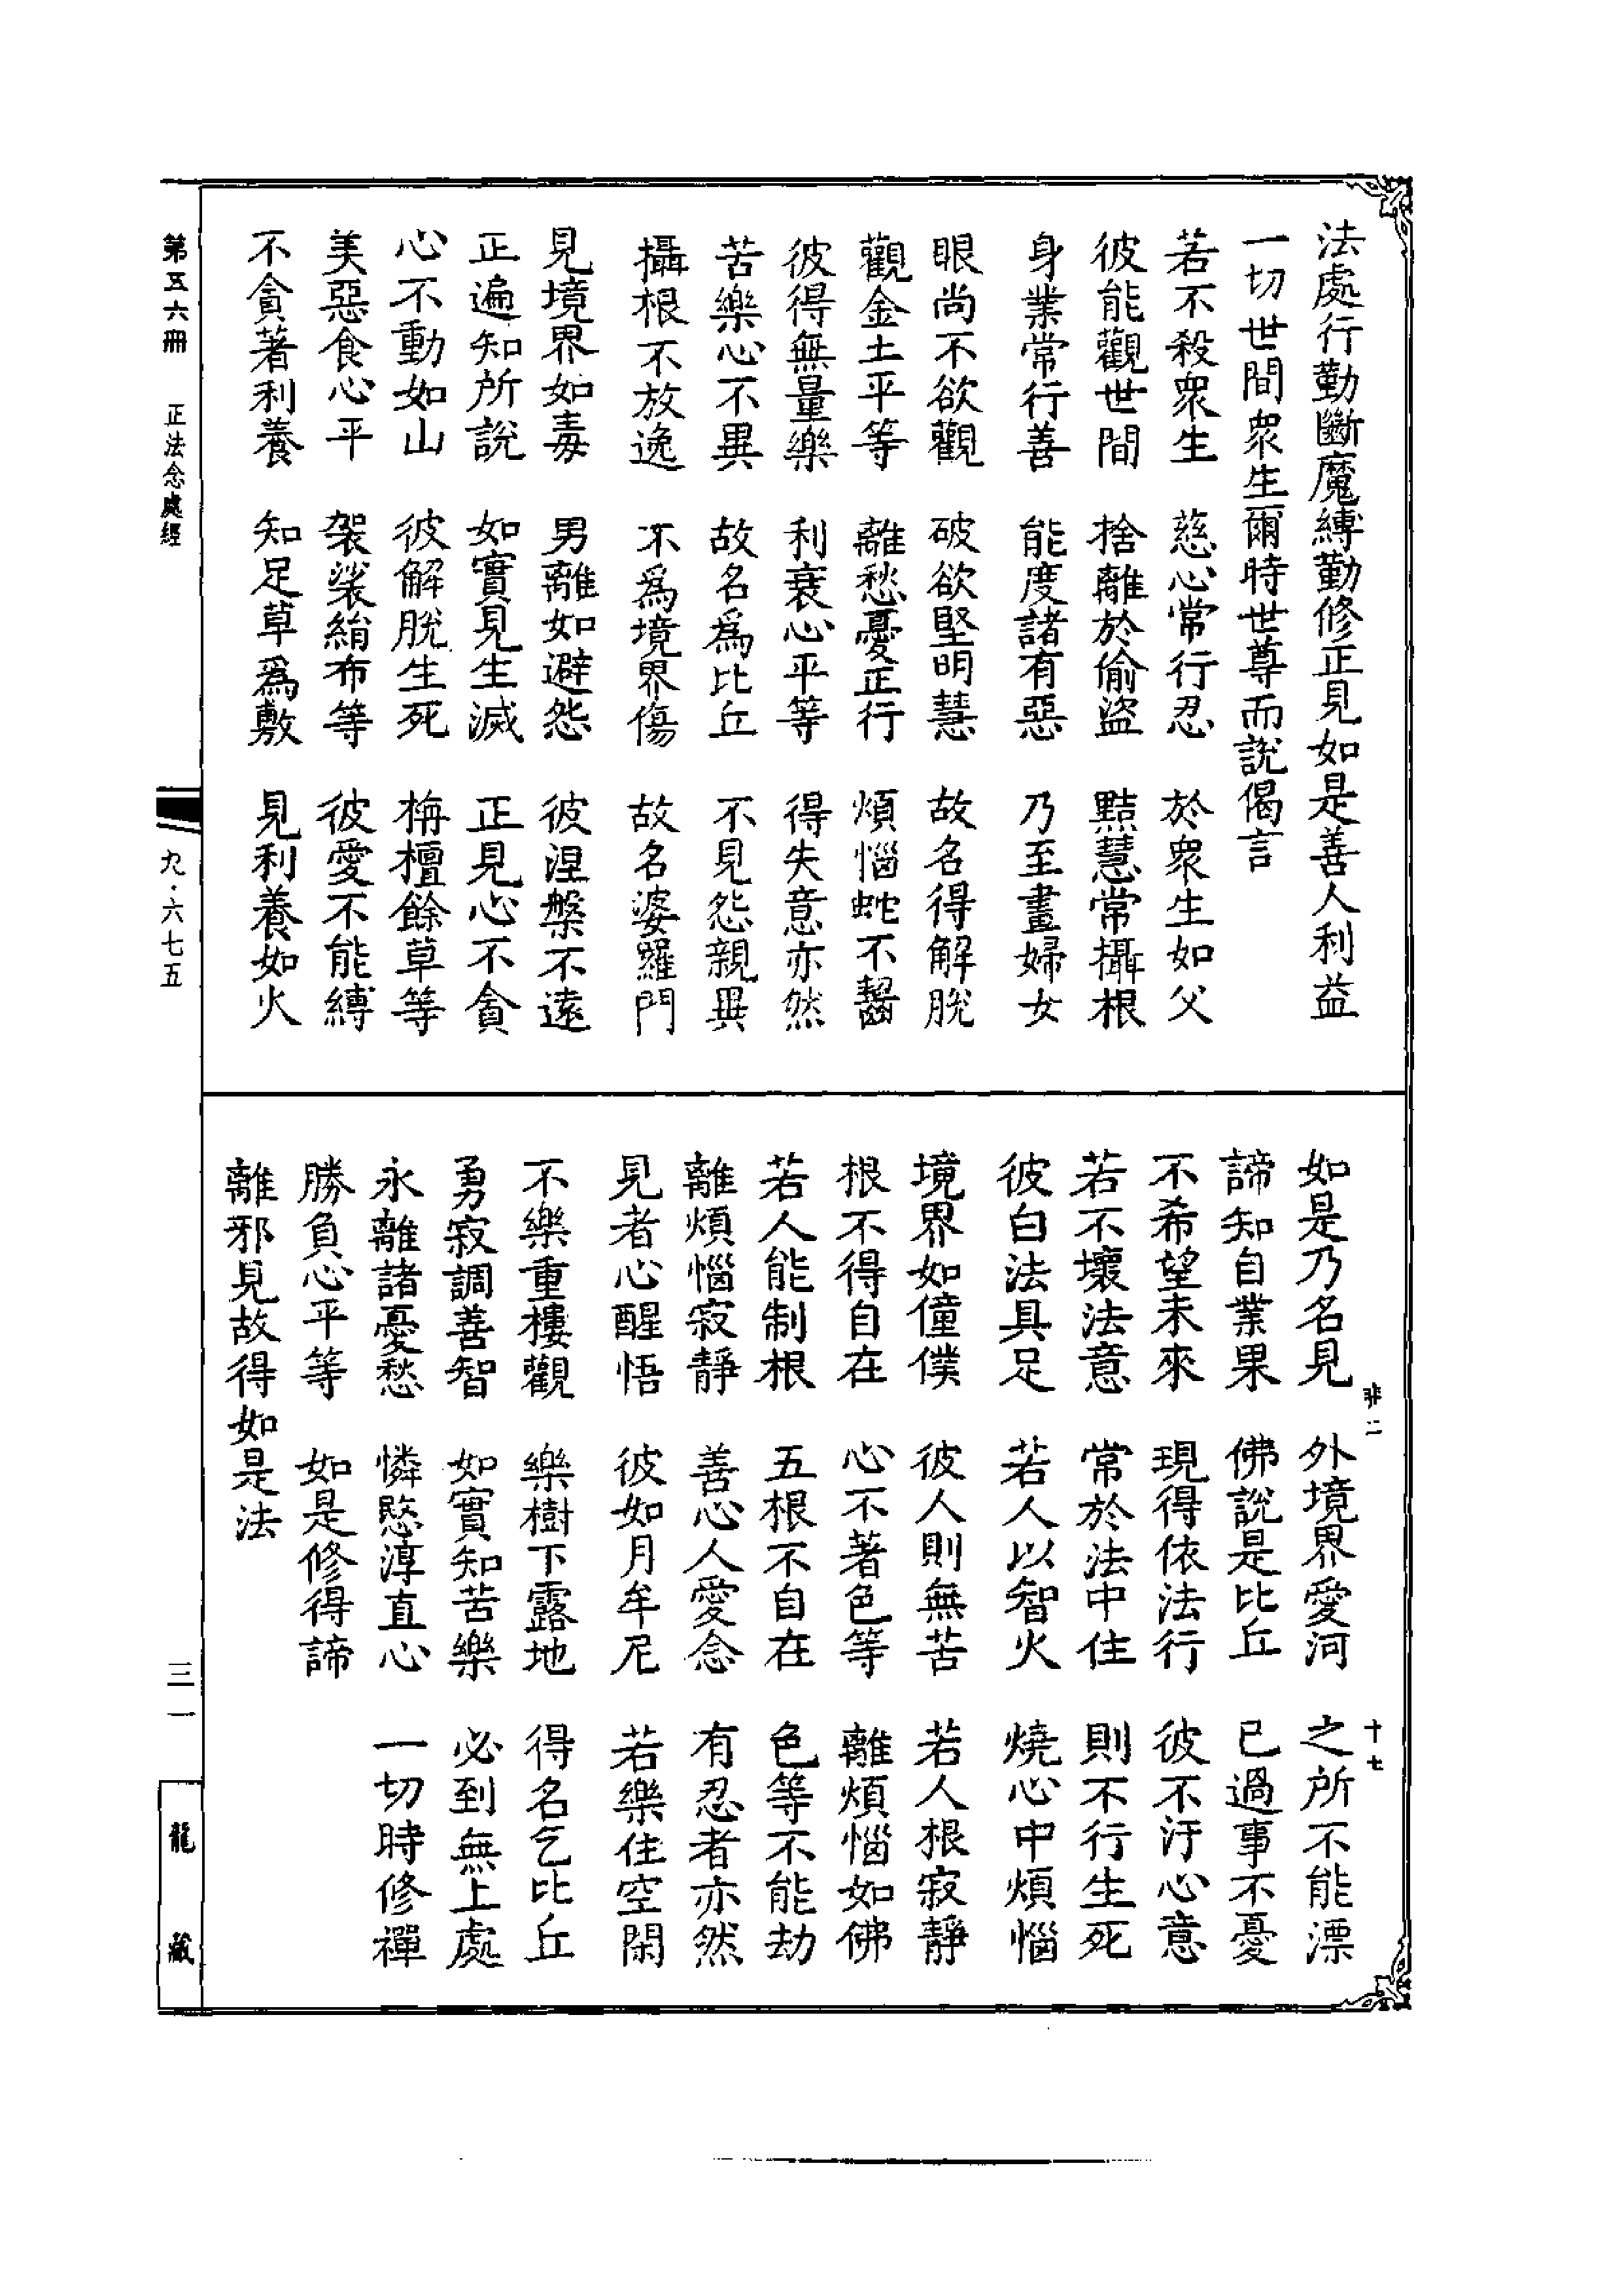 法處行勤斷魔縛勤修正見如是善人利益
一切世間眾生爾時世尊而說偈言
若不殺衆生　慈心常行忍　於衆生如父
彼能觀世間　捨離於偷盜　黠慧常攝根
身業常行善　能度諸有惡　乃至畫婦女
眼尚不欲觀　破欲堅明慧　故名得解脫
觀金土平等　離愁憂正行　煩惱蛇不齧
彼得無量樂　利衰心平等　得失意亦然
苦樂心不異　故名為比丘　不見怨親異
攝根不放逸　不為境界傷　故名婆羅門
見境界如毒　男離如避怨　彼涅槃不遠
正遍知所說　如實見生滅　正見心不貪
心不動如山　彼解脫生死　栴檀餘草等
美惡食心平　袈裟絹布等　彼愛不能縛
不貪著利養　知足草為敷　見利養如火
如是乃名見　外境界愛河　之所不能漂
諦知自業果　佛說是比丘　已過事不憂
不希望未來　現得依法行　彼不汙心意
若不壞法意　常於法中住　則不行生死
彼白法具足　若人以智火　燒心中煩惱
境界如僮僕　彼人則無苦　若人根寂靜
根不得自在　心不著色等　離煩惱如佛
若人能制根　五根不自在　色等不能劫
離煩惱寂靜　善心人愛念　有忍者亦然
見者心醒悟　彼如月牟尼　若樂住空閑
不樂重樓觀　樂樹下露地　得名乞比丘
勇寂調善智　如實知苦樂　必到無上處
永離諸憂愁　憐愍淳直心　一切時修禪
勝負心平等　如是修得諦
離邪見故得如是法
非二　十七
第五六冊　正法念處經
九·六七五
三一
龍藏